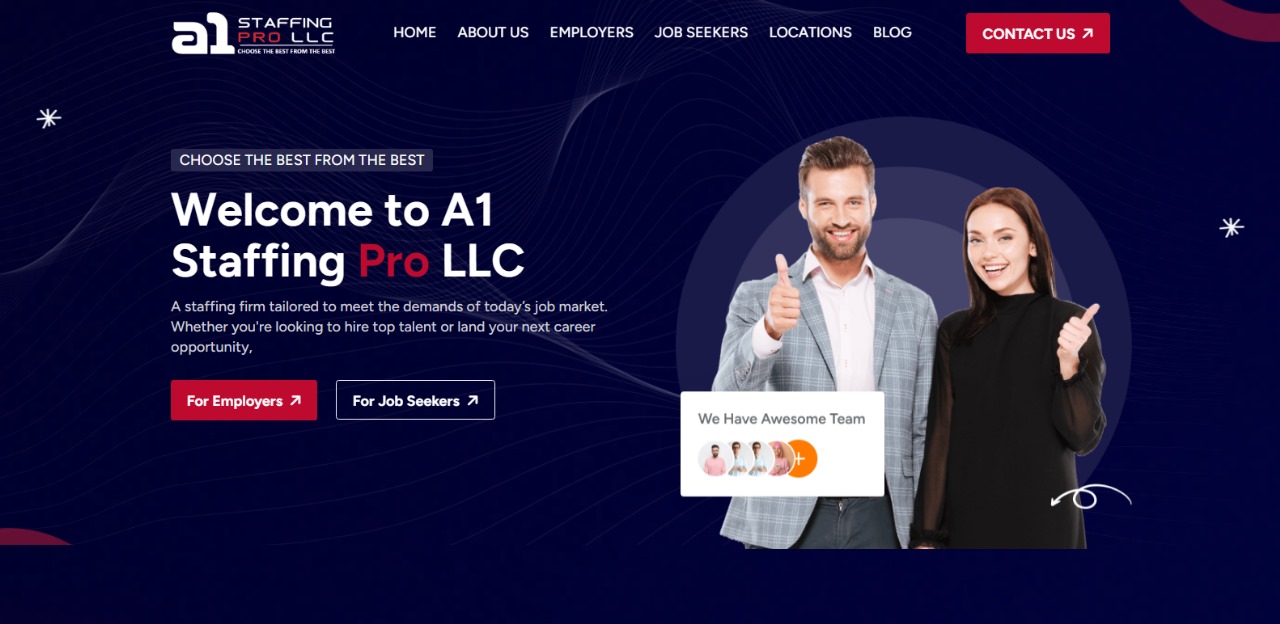 a1 STAFFING
PRO LLC
CHOOSE THE BEST FROM THE BEST
HOME ABOUT US EMPLOYERS JOB SEEKERS LOCATIONS BLOG
CONTACT US
CHOOSE THE BEST FROM THE BEST
Welcome to A1
Staffing Pro LLC
A staffing firm tailored to meet the demands of today’s job market.
Whether you're looking to hire top talent or land your next career
opportunity,
For Employers
For Job Seekers
We Have Awesome Team
+